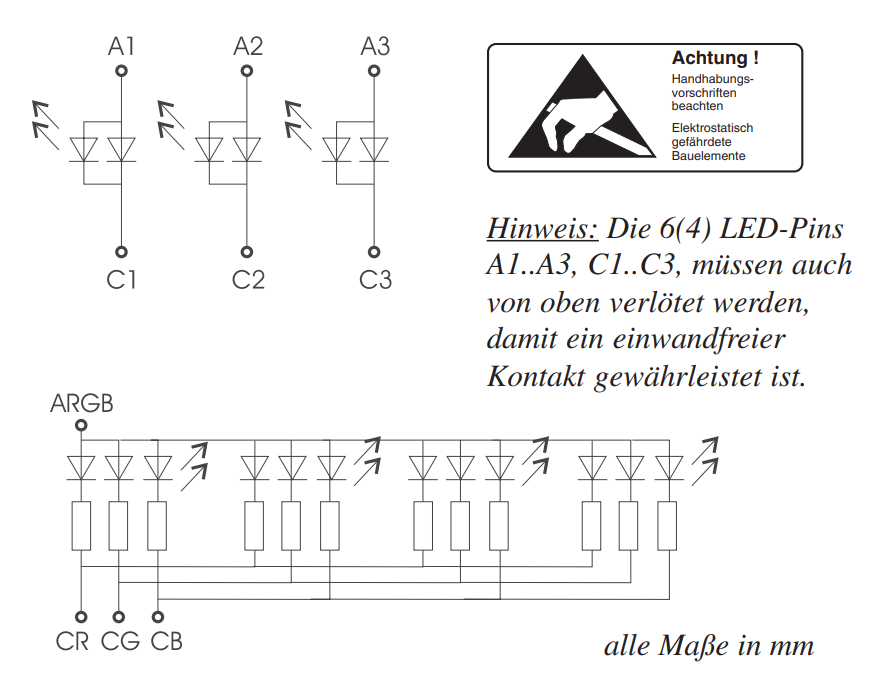 A1 A2 A3
C1 C2 C3
Achtung !
Handhabungs-
vorschriften
beachten
Elektrostatisch
gefährdete
Bauelemente
Hinweis: Die 6(4) LED-Pins
A1..A3, C1..C3, müssen auch
von oben verlötet werden,
damit ein einwandfreier
Kontakt gewährleistet ist.
ARGB
CR CG CB
alle Maße in mm